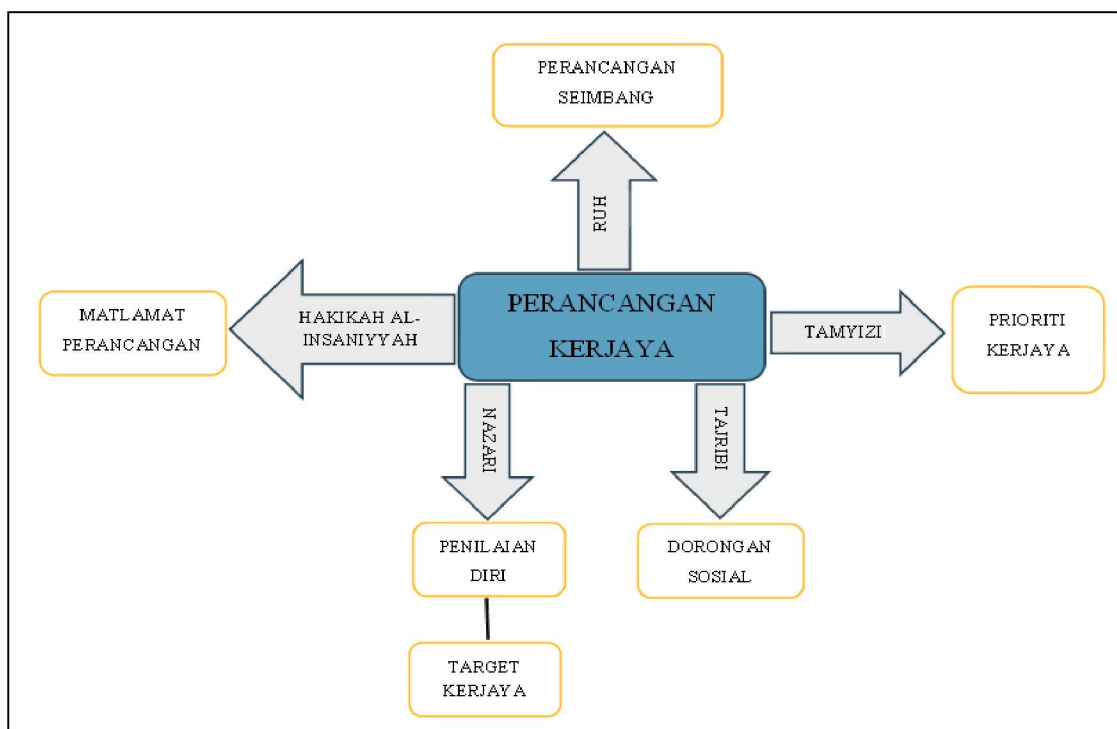 PERANCANGAN
SEIMBANG
RUH
PERANCANGAN
KERJAYA
HAKIKAH AL-
INSANIYYAH
MATLAMAT
PERANCANGAN
TAMYIZI
PRIORITI
KERJAYA
NAZARI
TAJRIBI
PENILAIAN
DIRI
DORONGAN
SOSIAL
TARGET
KERJAYA